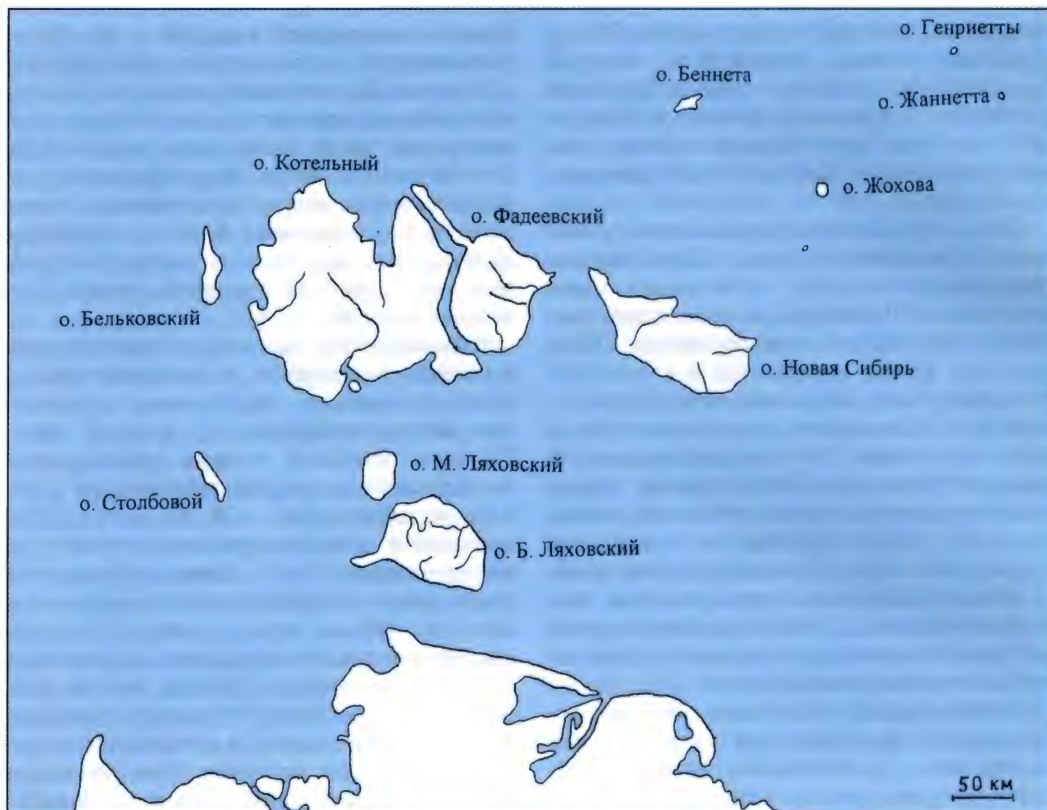 о. Генриетты
о. Беннета
о. Жаннетта
о. Котельный
о. Жохова
о. Фадеевский
о. Бельковский
о. Новая Сибирь
о. М. Ляховский
о. Столбовой
о. Б. Ляховский
50 км